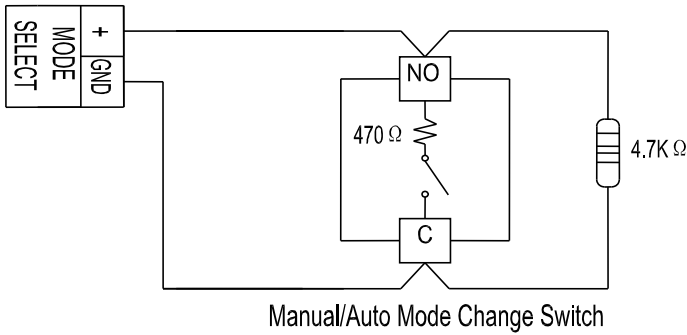 MODE
SELECT
+
GND
NO
470 Ω
4.7K Ω
C
Manual/Auto Mode Change Switch